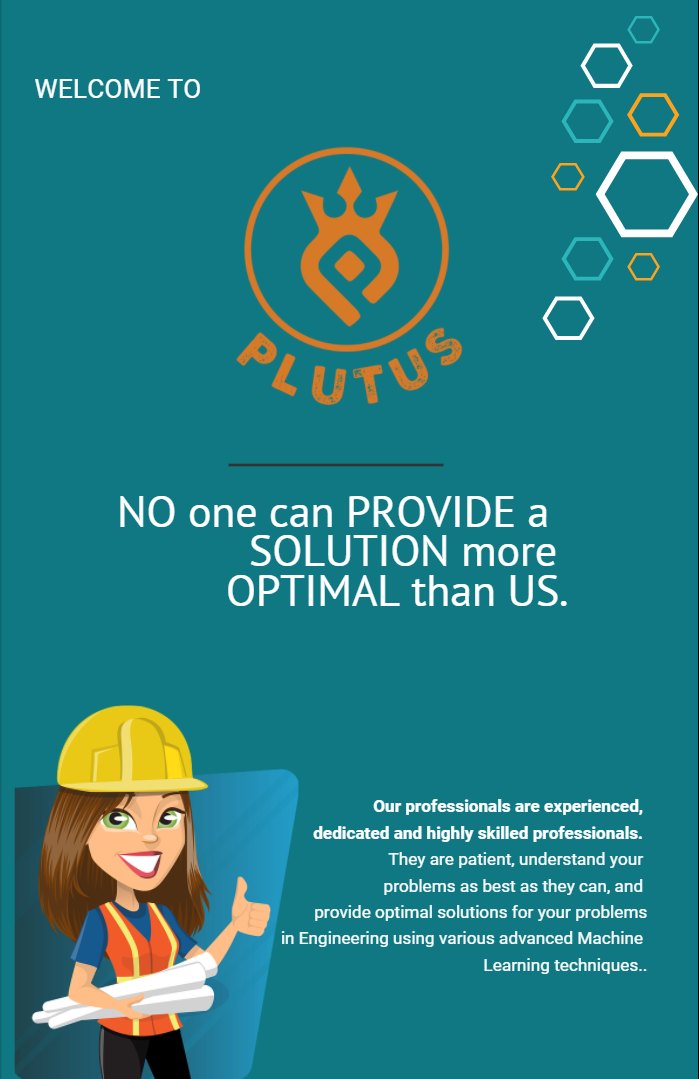 WELCOME TO
PLUTUS
NO one can PROVIDE a
SOLUTION more
OPTIMAL than US.
Our professionals are experienced,
dedicated and highly skilled professionals.
They are patient, understand your
problems as best as they can, and
provide optimal solutions for your problems
in Engineering using various advanced Machine
Learning techniques..